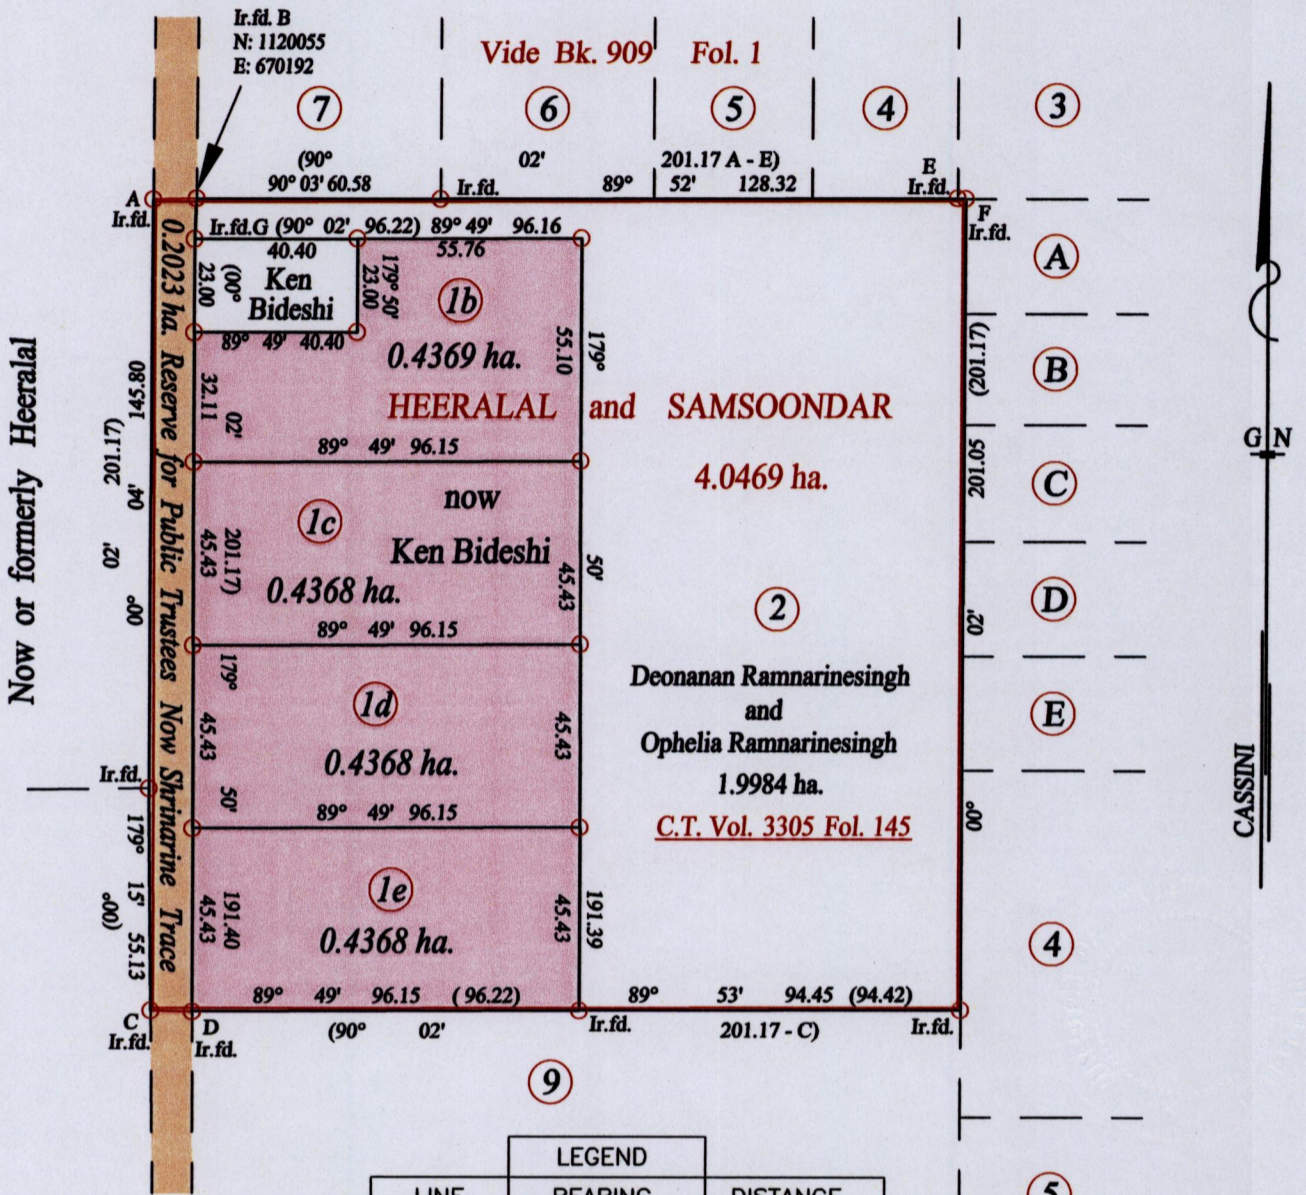 Ir.fd. B
N: 1120055
E: 670192
Vide Bk. 909 Fol. 1
7
6
5
4
3
(90° 02' 201.17 A - E)
90° 03' 60.58
Ir.fd.
89° 52' 128.32
E
Ir.fd.
A
Ir.fd.
F
Ir.fd.
Ir.fd.G (90° 02' 96.22) 89° 49' 96.16
40.40
55.76
Ken
Bideshi
23.00
(00°
179° 50'
23.00
1b
0.4369 ha.
55.10
179°
89° 49' 40.40
32.11
02'
HEERALAL and SAMSOONDAR
4.0469 ha.
89° 49' 96.15
now
Ken Bideshi
1c
0.4368 ha.
45.43
201.17)
45.43
50'
89° 49' 96.15
179°
1d
0.4368 ha.
45.43
50'
45.43
89° 49' 96.15
1e
0.4368 ha.
45.43
191.40
45.43
191.39
89° 49' 96.15 ( 96.22)
89° 53' 94.45 (94.42)
C
Ir.fd.
D
Ir.fd.
(90° 02' 201.17 - C)
Ir.fd.
Ir.fd.
2
Deonanan Ramnarinesingh
and
Ophelia Ramnarinesingh
1.9984 ha.
C.T. Vol. 3305 Fol. 145
0.2023 ha. Reserve for Public Trustees Now Shrinarine Trace
Now or formerly Heeralal
145.80
201.17)
04'
02'
00°
Ir.fd.
179° 15' 55.13
00°)
(201.17)
201.05
02'
00°
A
B
C
D
E
4
5
9
G N
CASSINI
LEGEND
LINE BEARING DISTANCE